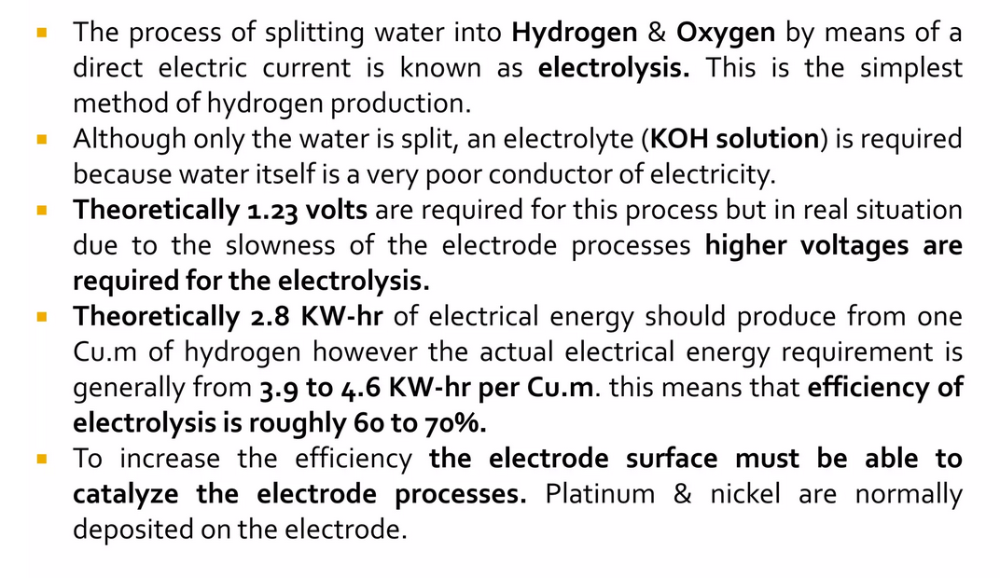 The process of splitting water into Hydrogen & Oxygen by means of a
direct electric current is known as electrolysis. This is the simplest
method of hydrogen production.
Although only the water is split, an electrolyte (KOH solution) is required
because water itself is a very poor conductor of electricity.
Theoretically 1.23 volts are required for this process but in real situation
due to the slowness of the electrode processes higher voltages are
required for the electrolysis.
Theoretically 2.8 KW-hr of electrical energy should produce from one
Cu.m of hydrogen however the actual electrical energy requirement is
generally from 3.9 to 4.6 KW-hr per Cu.m. this means that efficiency of
electrolysis is roughly 60 to 70%.
To increase the efficiency the electrode surface must be able to
catalyze the electrode processes. Platinum & nickel are normally
deposited on the electrode.